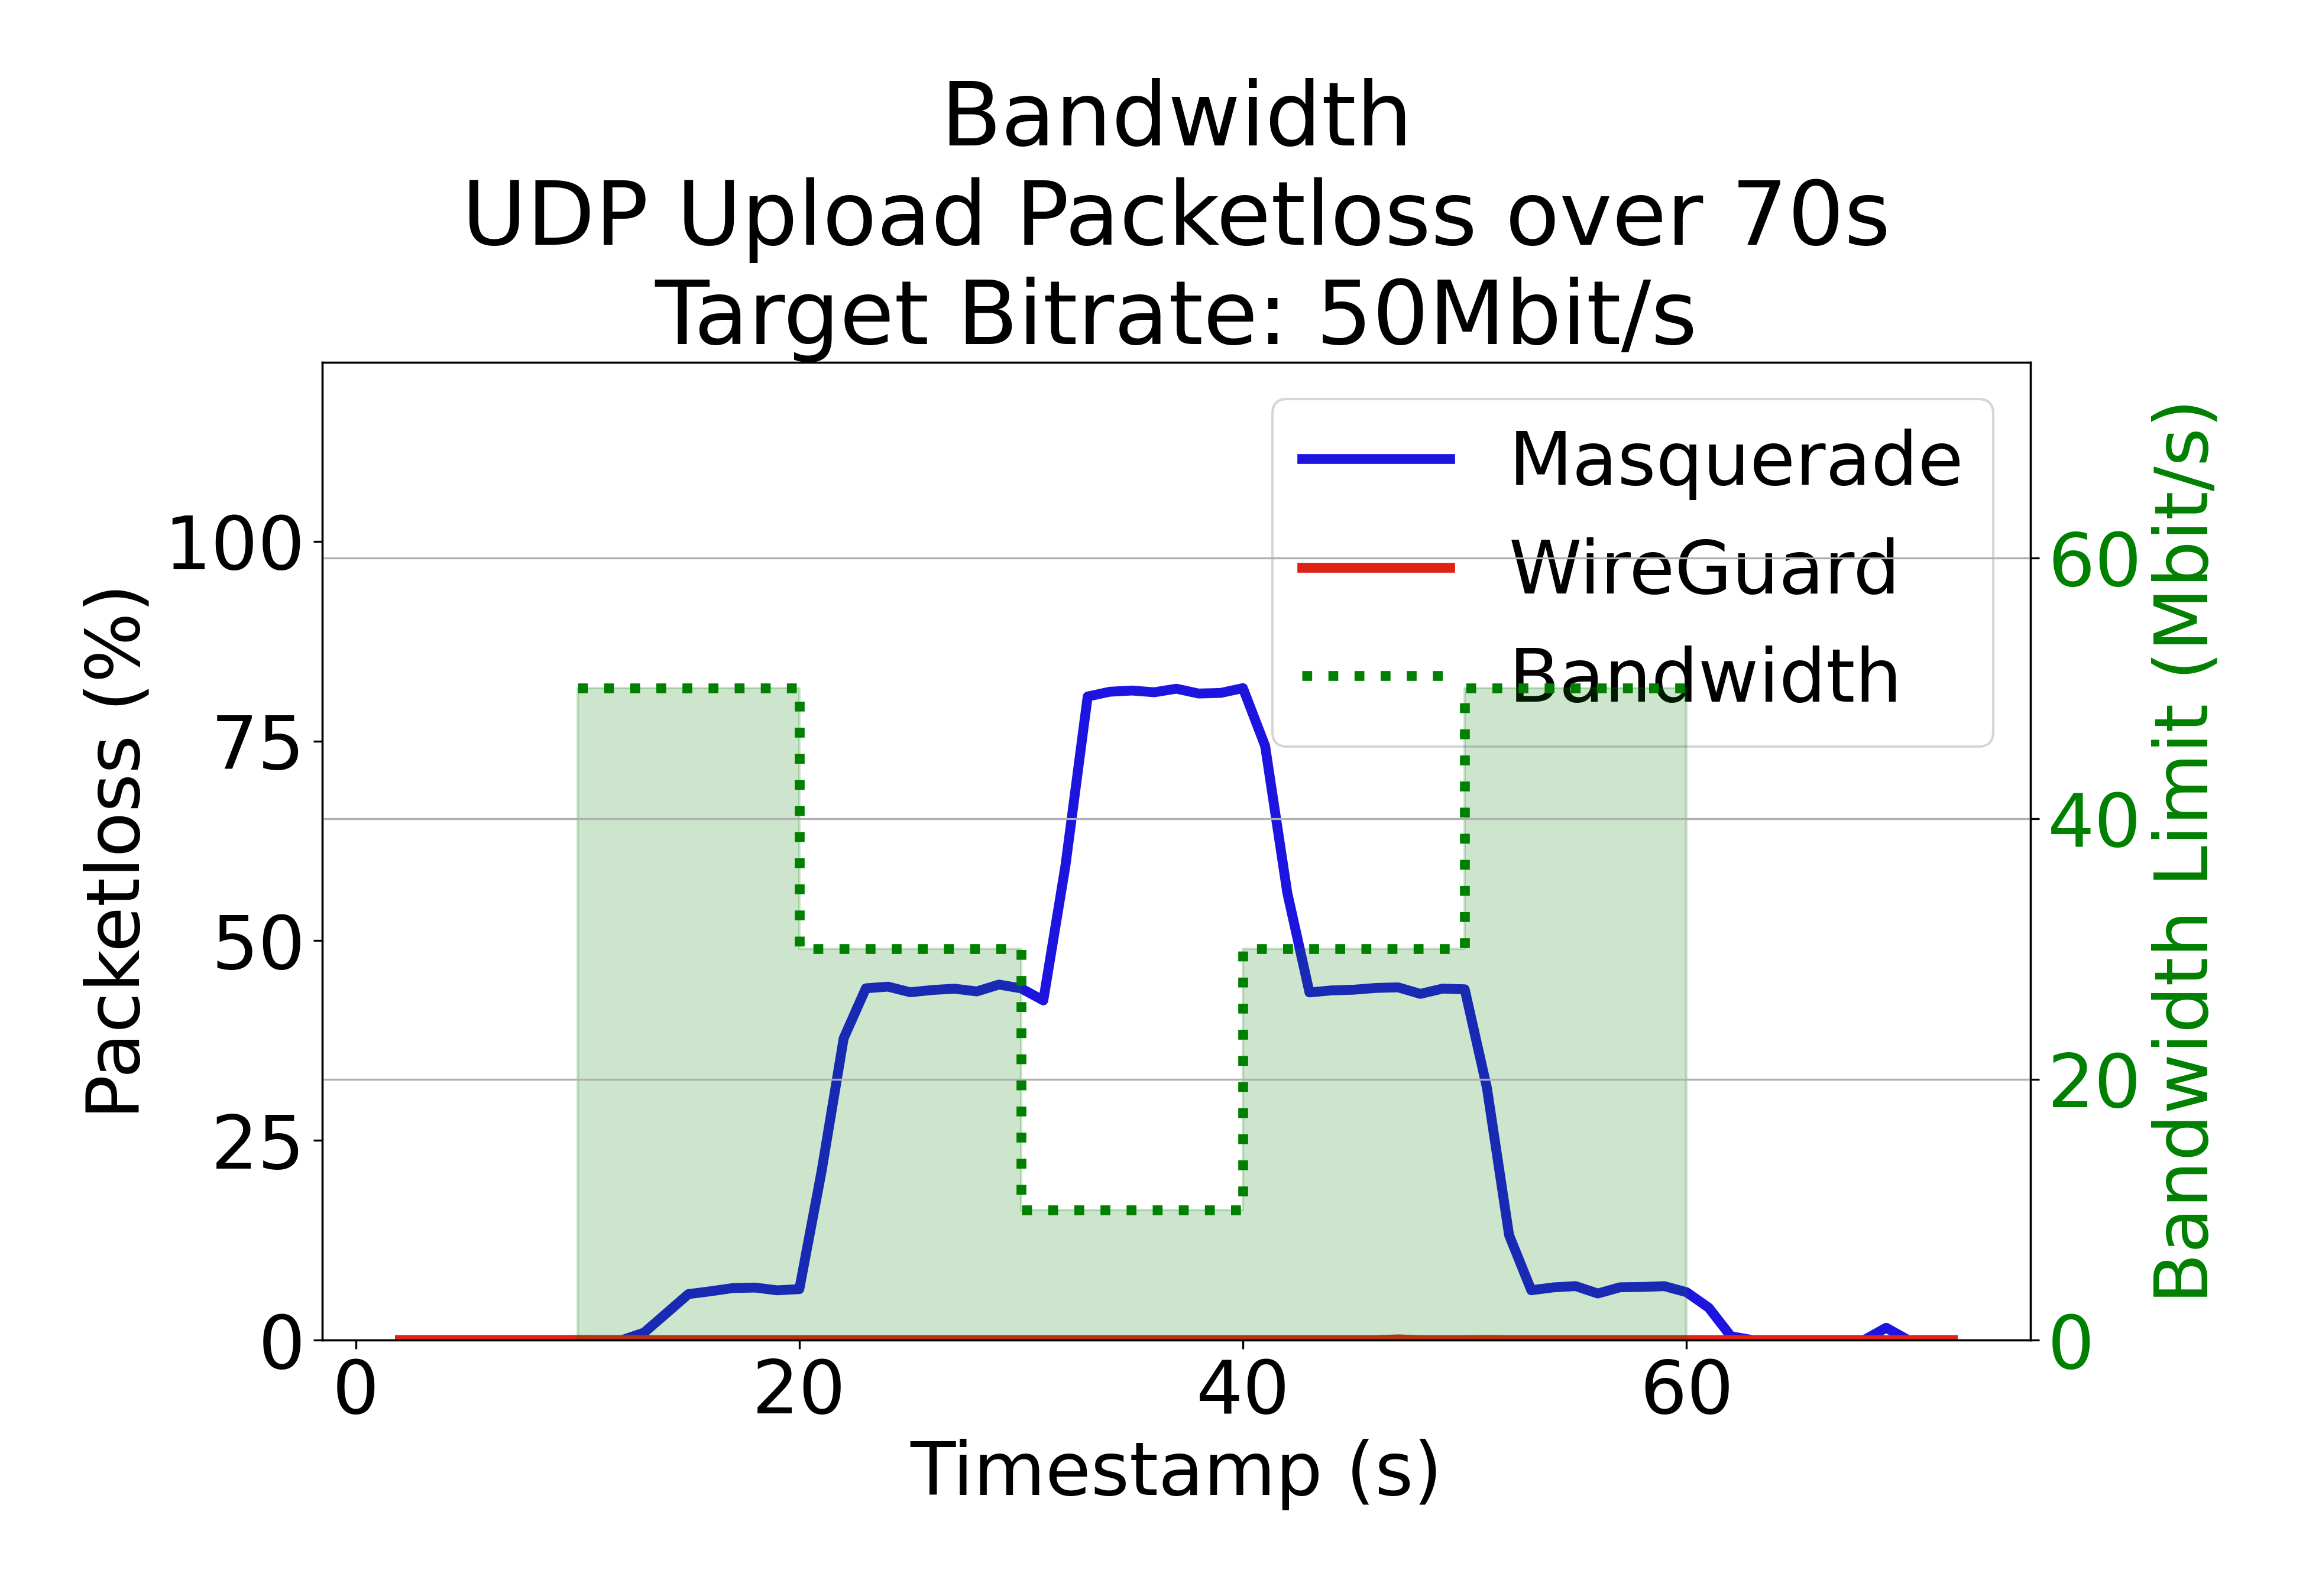 Bandwidth
UDP Upload Packetloss over 70s
Target Bitrate: 50Mbit/s
Masquerade
WireGuard
Bandwidth
Packetloss (%)
100
75
50
25
0
Bandwidth Limit (Mbit/s)
60
40
20
0
0 20 40 60
Timestamp (s)